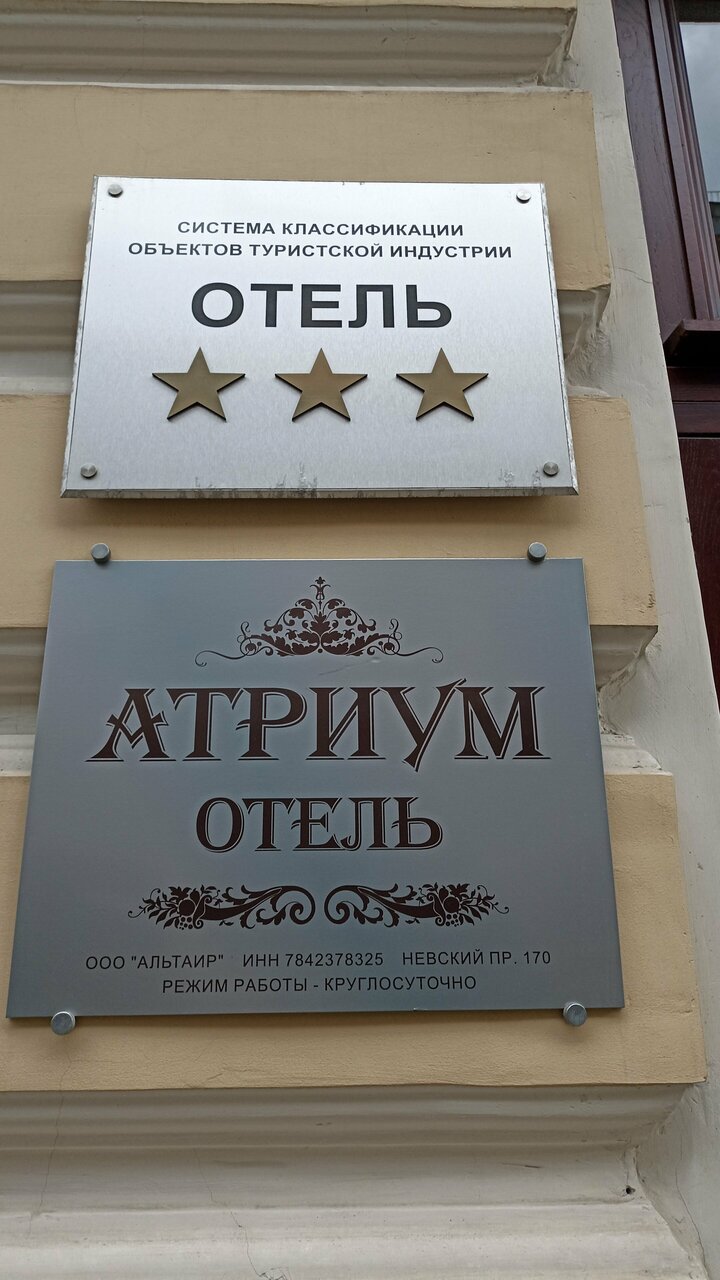 СИСТЕМА КЛАССИФИКАЦИИ
ОБЪЕКТОВ ТУРИСТСКОЙ ИНДУСТРИИ
ОТЕЛЬ
АТРИУМ
ОТЕЛЬ
ООО "АЛЬТАИР" ИНН 7842378325 НЕВСКИЙ ПР. 170
РЕЖИМ РАБОТЫ - КРУГЛОСУТОЧНО